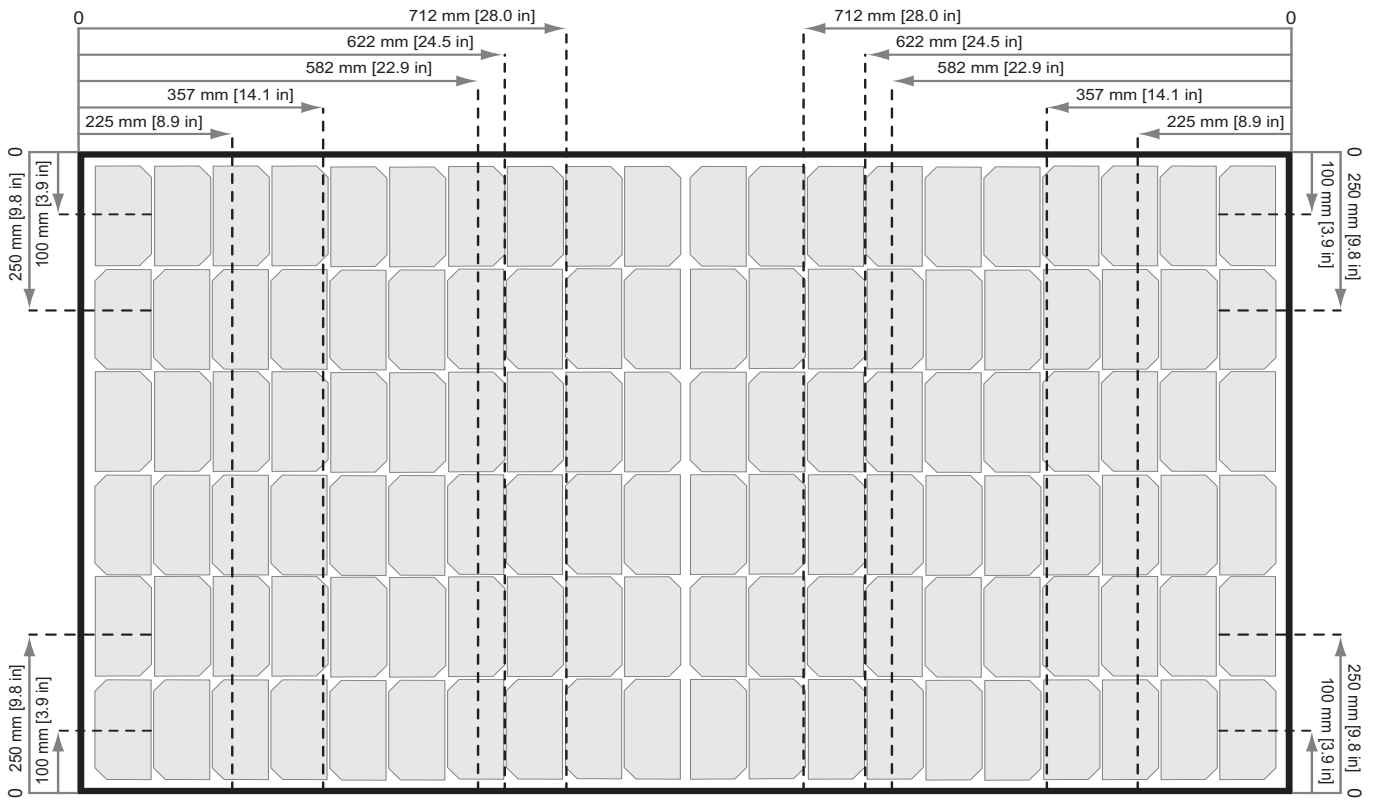 0
712 mm [28.0 in]
712 mm [28.0 in]
0
622 mm [24.5 in]
622 mm [24.5 in]
582 mm [22.9 in]
582 mm [22.9 in]
357 mm [14.1 in]
357 mm [14.1 in]
225 mm [8.9 in]
225 mm [8.9 in]
0
250 mm [9.8 in]
100 mm [3.9 in]
100 mm [3.9 in]
250 mm [9.8 in]
0
250 mm [9.8 in]
100 mm [3.9 in]
0
100 mm [3.9 in]
250 mm [9.8 in]
0